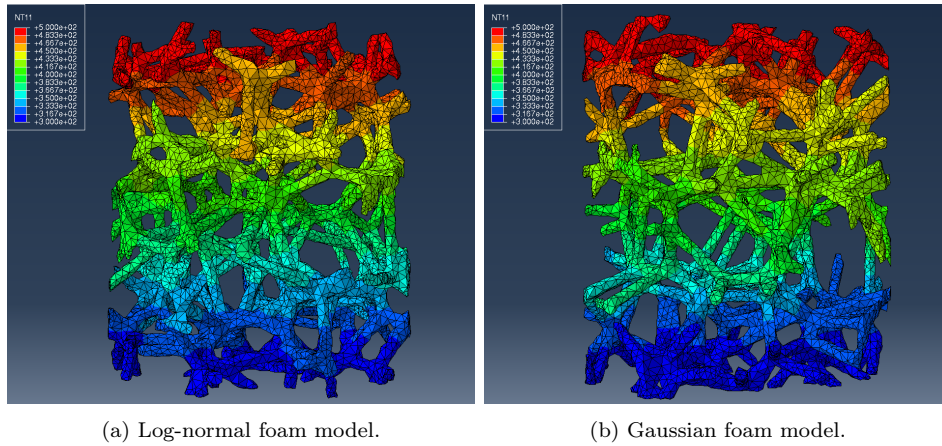 NT11
+5.000e+02
+4.833e+02
+4.667e+02
+4.500e+02
+4.333e+02
+4.167e+02
+4.000e+02
+3.833e+02
+3.667e+02
+3.500e+02
+3.333e+02
+3.167e+02
+3.000e+02
NT11
+5.000e+02
+4.833e+02
+4.667e+02
+4.500e+02
+4.333e+02
+4.167e+02
+4.000e+02
+3.833e+02
+3.667e+02
+3.500e+02
+3.333e+02
+3.167e+02
+3.000e+02
(a) Log-normal foam model.
(b) Gaussian foam model.